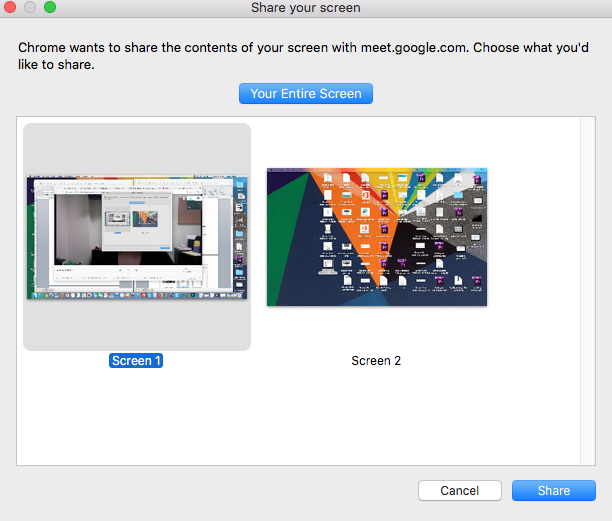 Share your screen
Chrome wants to share the contents of your screen with meet.google.com. Choose what you'd
like to share.
Your Entire Screen
Screen 1
Screen 2
Cancel
Share